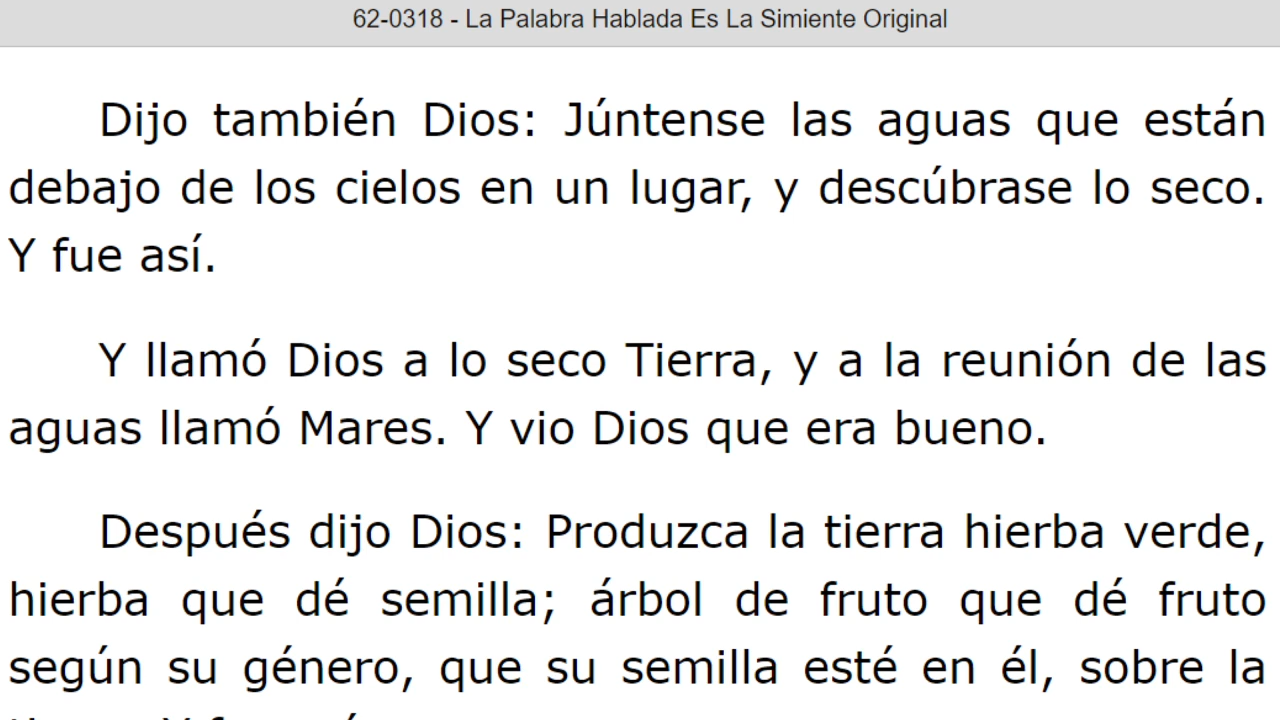 62-0318 - La Palabra Hablada Es La Simiente Original
Dijo también Dios: Júntense las aguas que están
debajo de los cielos en un lugar, y descúbrase lo seco.
Y fue así.
Y llamó Dios a lo seco Tierra, y a la reunión de las
aguas llamó Mares. Y vio Dios que era bueno.
Después dijo Dios: Produzca la tierra hierba verde,
hierba que dé semilla; árbol de fruto que dé fruto
según su género, que su semilla esté en él, sobre la